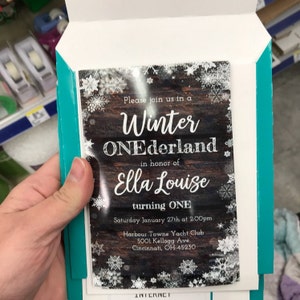 Please join us in a
Winter
ONEderland
in honor of
Ella Louise
turning ONE
Saturday January 27th at 2:00pm
Harbour Towne Yacht Club
5001 Kellogg Ave
Cincinnati, OH 45230
INTERNET